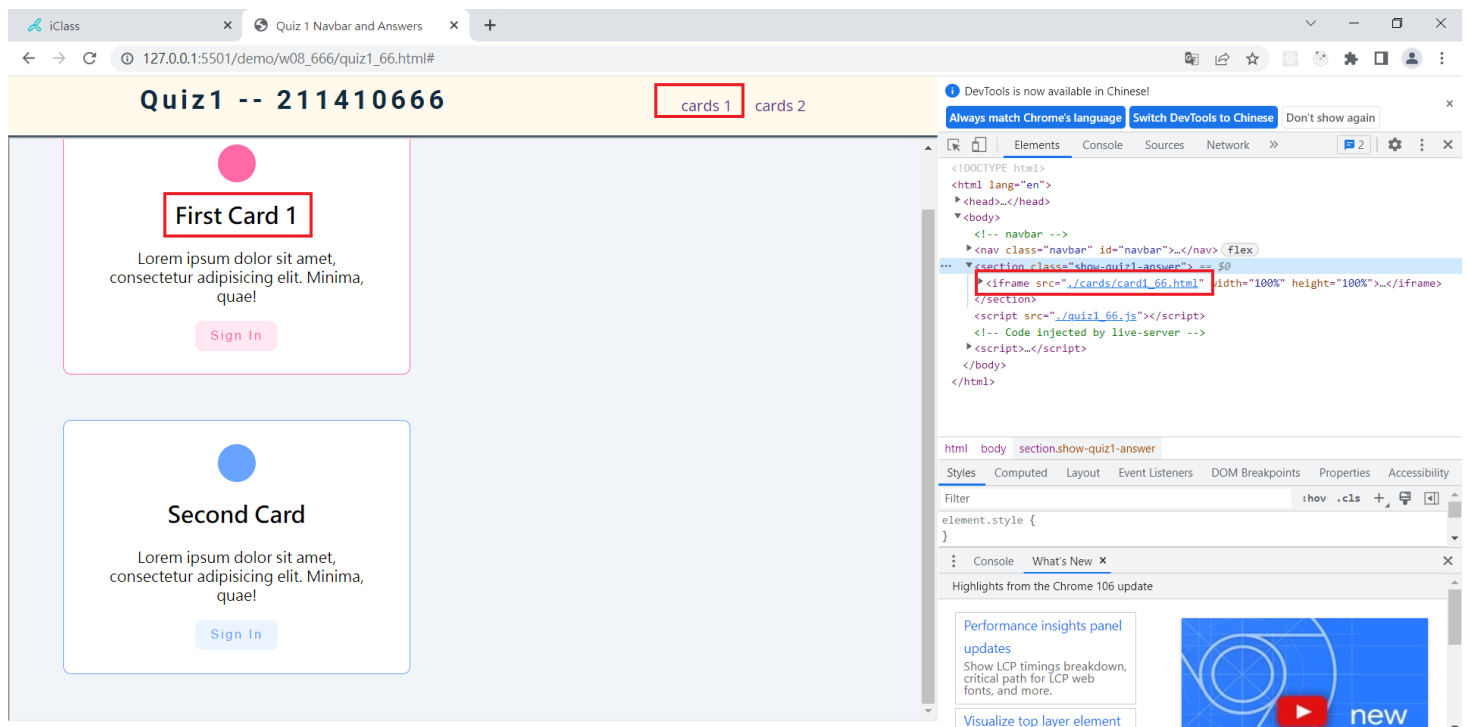 iClass
Quiz 1 Navbar and Answers
127.0.0.1:5501/demo/w08_666/quiz1_66.html#
Quiz1 -- 211410666
cards 1 cards 2
First Card 1
Lorem ipsum dolor sit amet,
consectetur adipisicing elit. Minima,
quae!
Sign In
Second Card
Lorem ipsum dolor sit amet,
consectetur adipisicing elit. Minima,
quae!
Sign In
DevTools is now available in Chinese!
Always match Chrome's language Switch DevTools to Chinese Don't show again
Elements Console Sources Network » 2
<!DOCTYPE html>
<html lang="en">
<head>…</head>
<body>
<!-- navbar -->
<nav class="navbar" id="navbar">…</nav> flex
<section class="show-quiz1-answer"> == $0
<iframe src="./cards/card1_66.html" width="100%" height="100%">…</iframe>
</section>
<script src="./quiz1_66.js"></script>
<!-- Code injected by live-server -->
<script>…</script>
</body>
</html>
html body section.show-quiz1-answer
Styles Computed Layout Event Listeners DOM Breakpoints Properties Accessibility
Filter :hov .cls
element.style {
}
Console What's New
Highlights from the Chrome 106 update
Performance insights panel
updates
Show LCP timings breakdown,
critical path for LCP web
fonts, and more.
Visualize top layer element
new